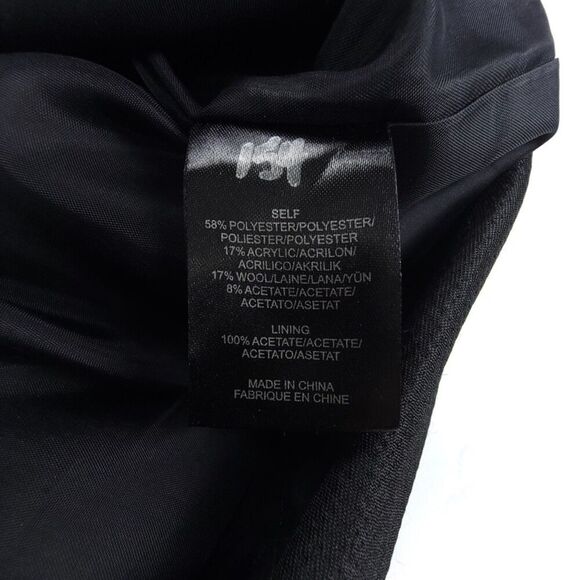 SELF
58% POLYESTER/POLYESTER/
POLIESTER/POLYESTER
17% ACRYLIC/ACRILON/
ACRILICO/AKRILIK
17% WOOL/LAINE/LANA/YÜN
8% ACETATE/ACETATE/
ACETATO/ASETAT
LINING
100% ACETATE/ACETATE/
ACETATO/ASETAT
MADE IN CHINA
FABRIQUE EN CHINE